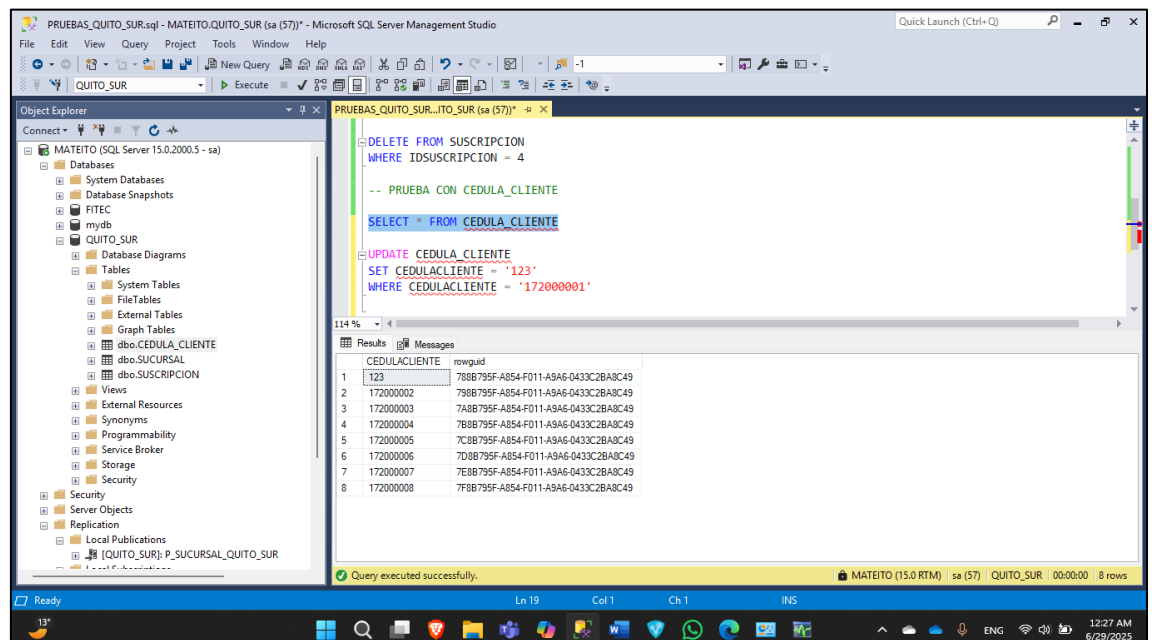 PRUEBAS_QUITO_SUR.sql - MATEITO.QUITO_SUR (sa (57))* - Microsoft SQL Server Management Studio
Quick Launch (Ctrl+Q)
File Edit View Query Project Tools Window Help
New Query MDX DMX XMLA DAX -1
QUITO_SUR Execute
Object Explorer
PRUEBAS_QUITO_SUR...ITO_SUR (sa (57))*
Connect
MATEITO (SQL Server 15.0.2000.5 - sa)
Databases
System Databases
Database Snapshots
FITEC
mydb
QUITO_SUR
Database Diagrams
Tables
System Tables
FileTables
External Tables
Graph Tables
dbo.CEDULA_CLIENTE
dbo.SUCURSAL
dbo.SUSCRIPCION
Views
External Resources
Synonyms
Programmability
Service Broker
Storage
Security
Security
Server Objects
Replication
Local Publications
[QUITO_SUR]: P_SUCURSAL_QUITO_SUR
Local Subscriptions
DELETE FROM SUSCRIPCION
WHERE IDSUSCRIPCION = 4
-- PRUEBA CON CEDULA_CLIENTE
SELECT * FROM CEDULA_CLIENTE
UPDATE CEDULA_CLIENTE
SET CEDULACLIENTE = '123'
WHERE CEDULACLIENTE = '172000001'
114 %
Results Messages
CEDULACLIENTE rowguid
1 123 788B795F-A854-F011-A9A6-0433C2BA8C49
2 172000002 798B795F-A854-F011-A9A6-0433C2BA8C49
3 172000003 7A8B795F-A854-F011-A9A6-0433C2BA8C49
4 172000004 7B8B795F-A854-F011-A9A6-0433C2BA8C49
5 172000005 7C8B795F-A854-F011-A9A6-0433C2BA8C49
6 172000006 7D8B795F-A854-F011-A9A6-0433C2BA8C49
7 172000007 7E8B795F-A854-F011-A9A6-0433C2BA8C49
8 172000008 7F8B795F-A854-F011-A9A6-0433C2BA8C49
Query executed successfully.
MATEITO (15.0 RTM) sa (57) QUITO_SUR 00:00:00 8 rows
Ready Ln 19 Col 1 Ch 1 INS
13°
ENG
12:27 AM
6/29/2025